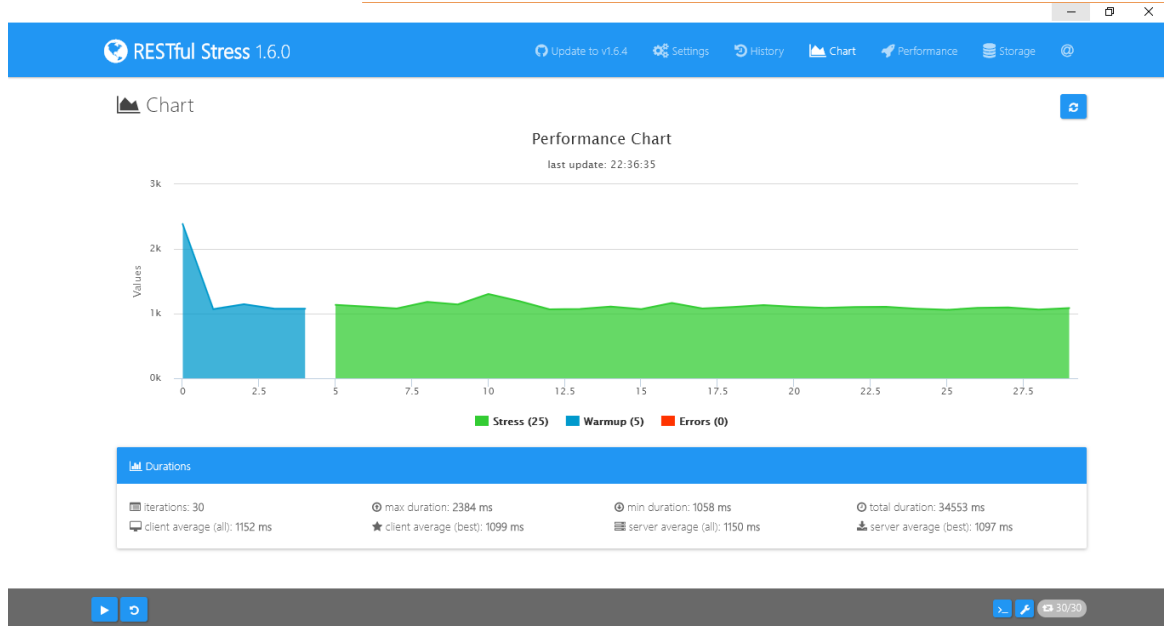 RESTful Stress 1.6.0
Update to v1.6.4 Settings History Chart Performance Storage @
Chart
Performance Chart
last update: 22:36:35
3k
2k
1k
0k
Values
0 2.5 5 7.5 10 12.5 15 17.5 20 22.5 25 27.5
Stress (25) Warmup (5) Errors (0)
Durations
iterations: 30 max duration: 2384 ms min duration: 1058 ms total duration: 34553 ms
client average (all): 1152 ms client average (best): 1099 ms server average (all): 1150 ms server average (best): 1097 ms
30/30